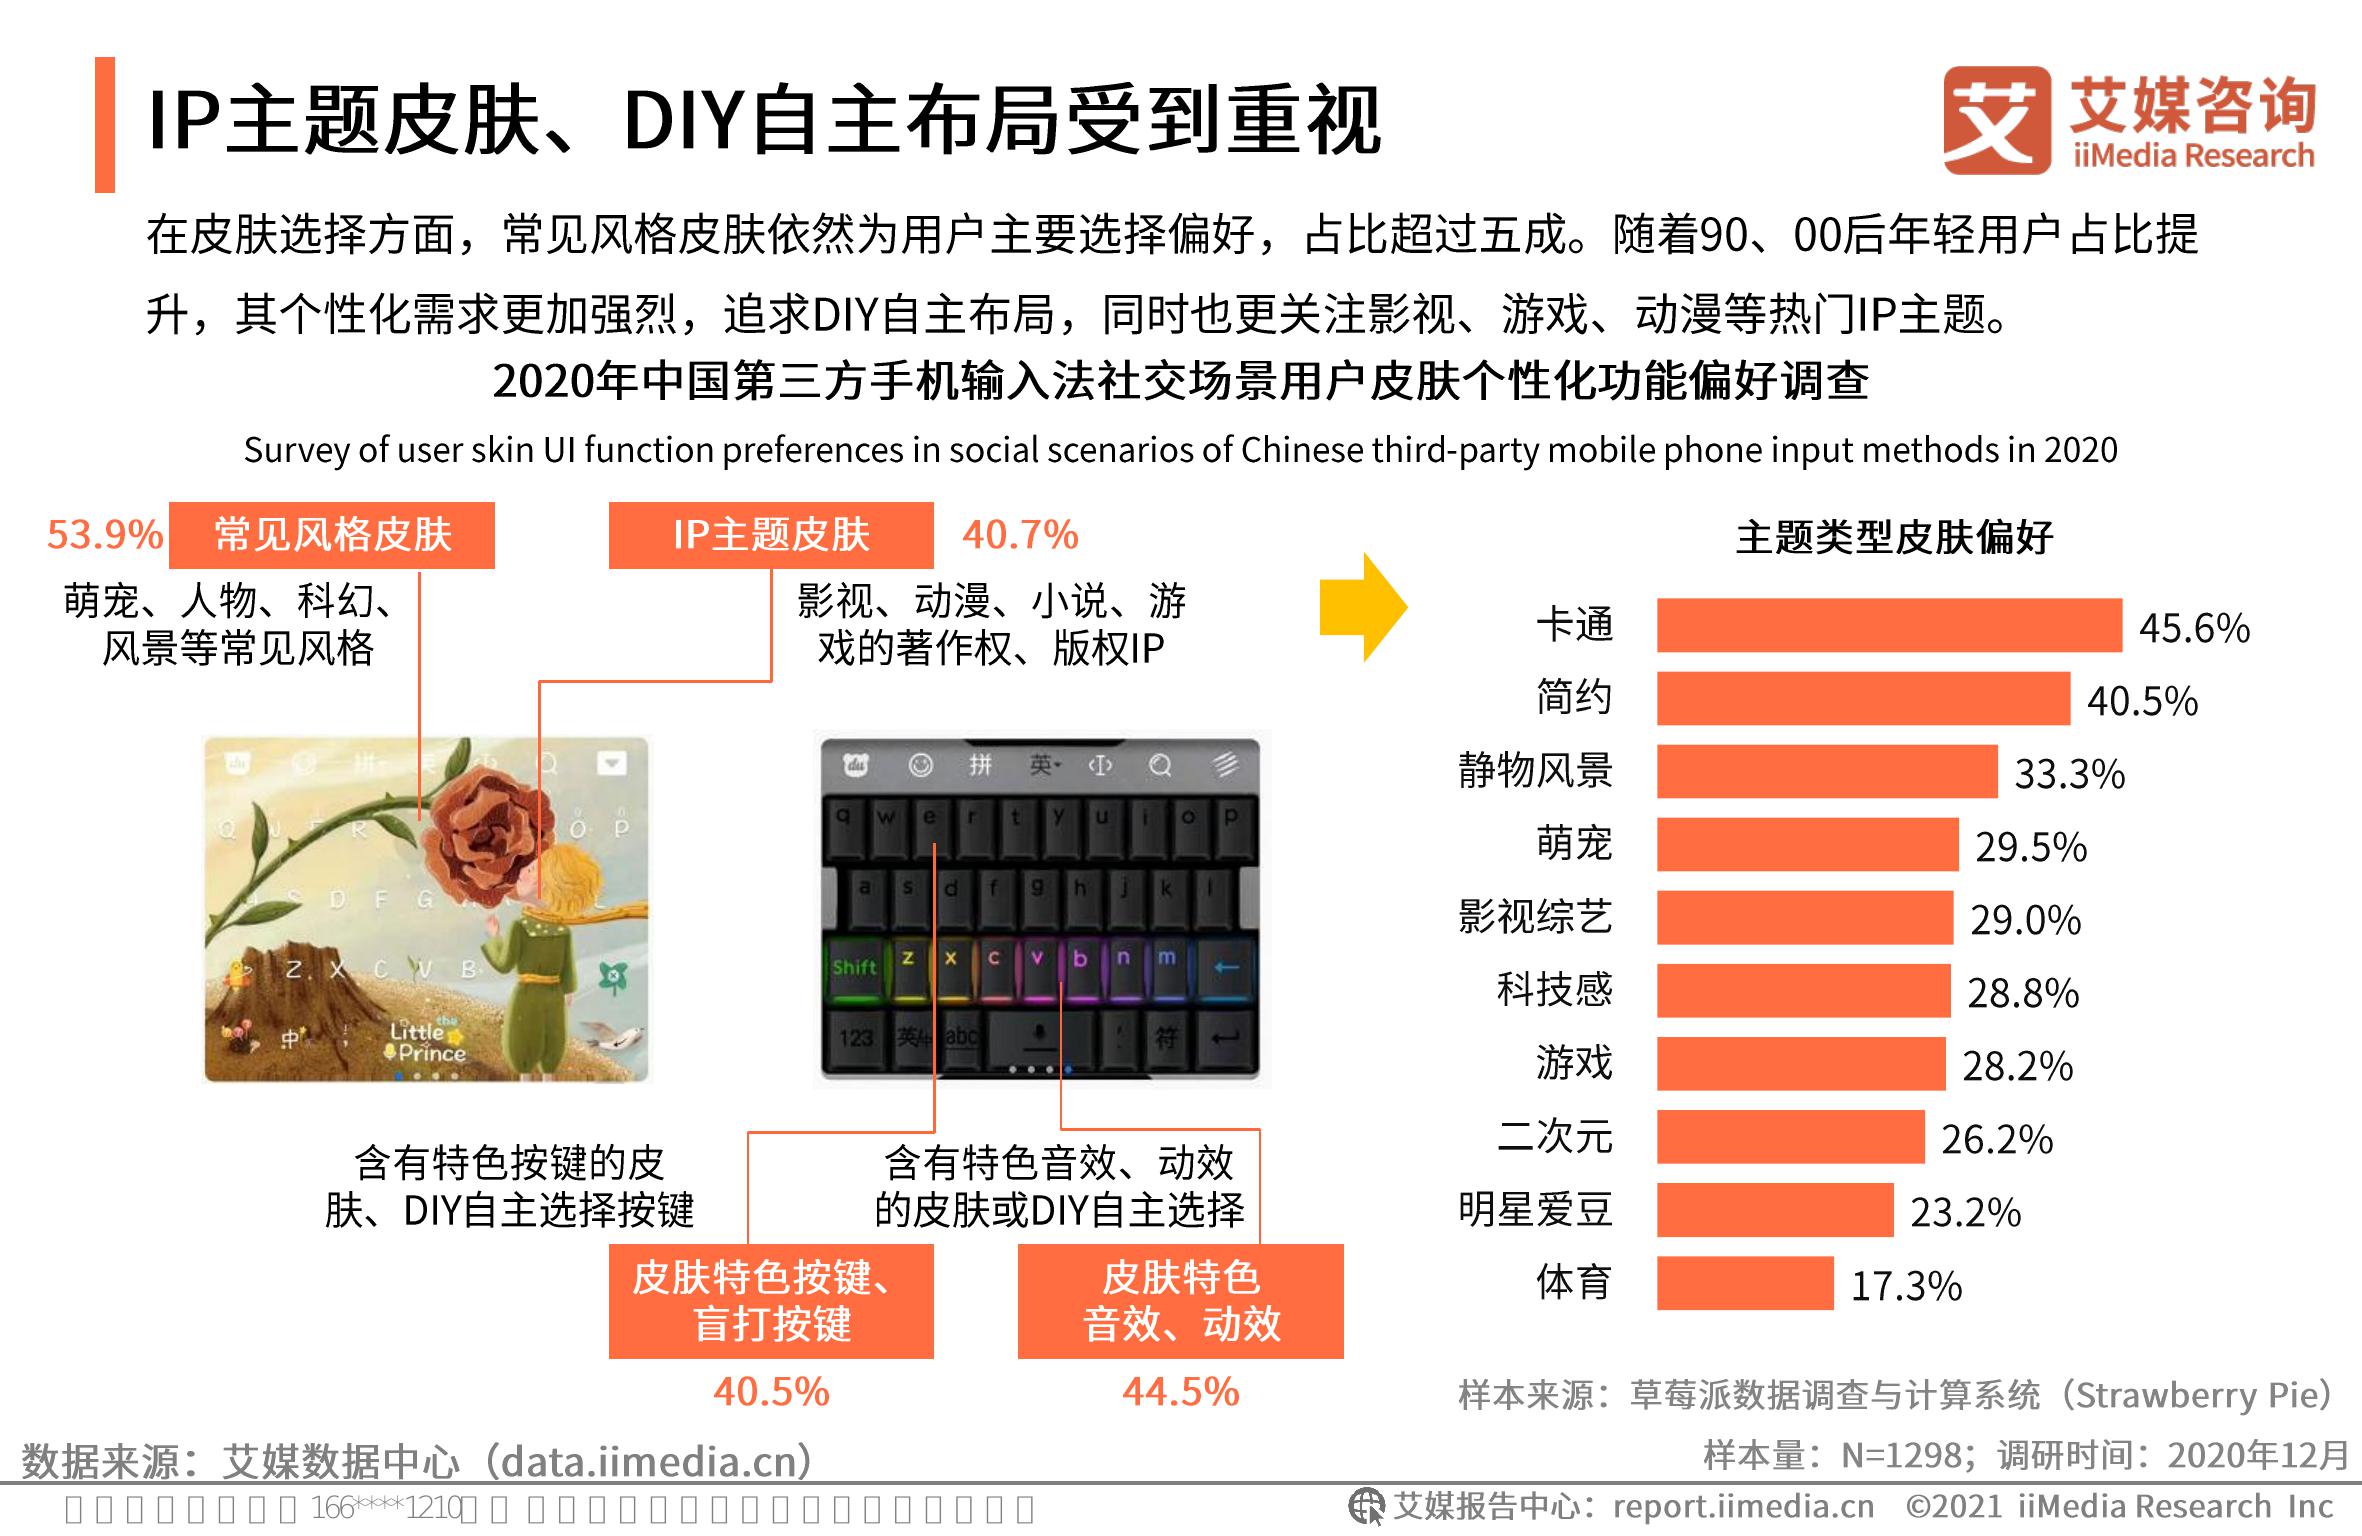 IP主题皮肤、DIY自主布局受到重视
艾
艾媒咨询
iiMedia Research
在皮肤选择方面，常见风格皮肤依然为用户主要选择偏好，占比超过五成。随着90、00后年轻用户占比提
升，其个性化需求更加强烈，追求DIY自主布局，同时也更关注影视、游戏、动漫等热门IP主题。
2020年中国第三方手机输入法社交场景用户皮肤个性化功能偏好调查
Survey of user skin UI function preferences in social scenarios of Chinese third-party mobile phone input methods in 2020
53.9% 常见风格皮肤
萌宠、人物、科幻、
风景等常见风格
IP主题皮肤 40.7%
影视、动漫、小说、游
戏的著作权、版权IP
Q W E R O P
S D F G
Z X C V B
中
the
Little
Prince
du 拼 英
q w e r t y u i o p
a s d f g h j k l
Shift z x c v b n m ←
123 英/中 abc 符
含有特色按键的皮
肤、DIY自主选择按键
皮肤特色按键、
盲打按键
40.5%
含有特色音效、动效
的皮肤或DIY自主选择
皮肤特色
音效、动效
44.5%
主题类型皮肤偏好
卡通 45.6%
简约 40.5%
静物风景 33.3%
萌宠 29.5%
影视综艺 29.0%
科技感 28.8%
游戏 28.2%
二次元 26.2%
明星爱豆 23.2%
体育 17.3%
样本来源：草莓派数据调查与计算系统（Strawberry Pie）
数据来源：艾媒数据中心（data.iimedia.cn）
样本量：N=1298；调研时间：2020年12月
166****1210
艾媒报告中心：report.iimedia.cn ©2021 iiMedia Research Inc